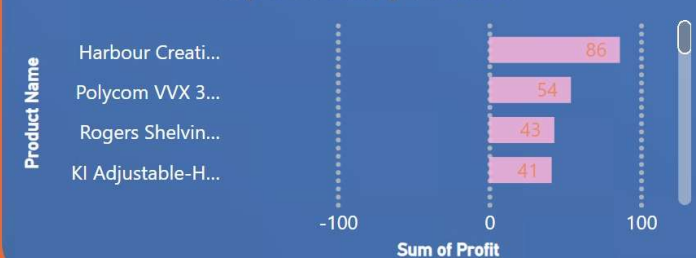 Product Name
Harbour Creati... 86
Polycom VVX 3... 54
Rogers Shelvin... 43
KI Adjustable-H... 41
-100 0 100
Sum of Profit